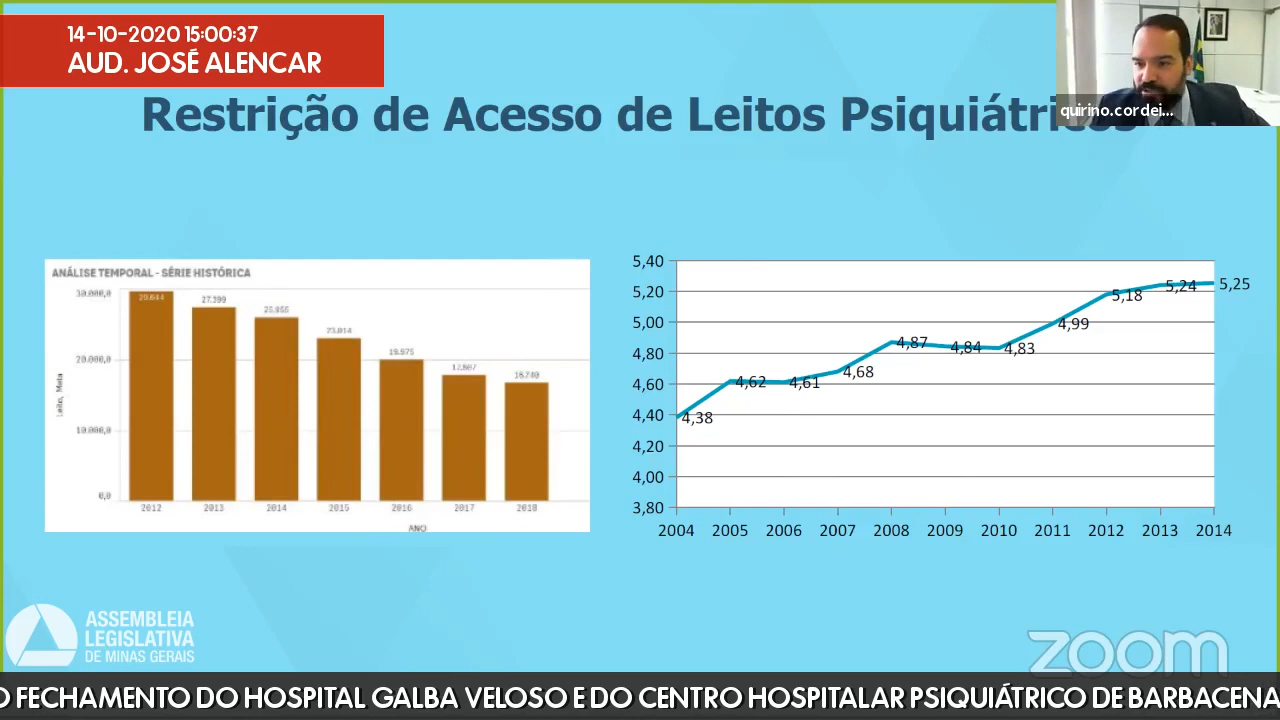 14-10-2020 15:00:37
AUD. JOSÉ ALENCAR
quirino.cordei...
Restrição de Acesso de Leitos Psiquiátricos
ANÁLISE TEMPORAL - SÉRIE HISTÓRICA
30.000,0
20.000,0
10.000,0
0,0
Leito, Meta
29.644
27.399
23.814
19.975
2012 2013 2014 2015 2016 2017 2018
ANO
5,40
5,20
5,00
4,80
4,60
4,40
4,20
4,00
3,80
4,38 4,62 4,61 4,68 4,87 4,84 4,83 4,99 5,18 5,24 5,25
2004 2005 2006 2007 2008 2009 2010 2011 2012 2013 2014
ASSEMBLEIA
LEGISLATIVA
DE MINAS GERAIS
zoom
O FECHAMENTO DO HOSPITAL GALBA VELOSO E DO CENTRO HOSPITALAR PSIQUIÁTRICO DE BARBACENA,